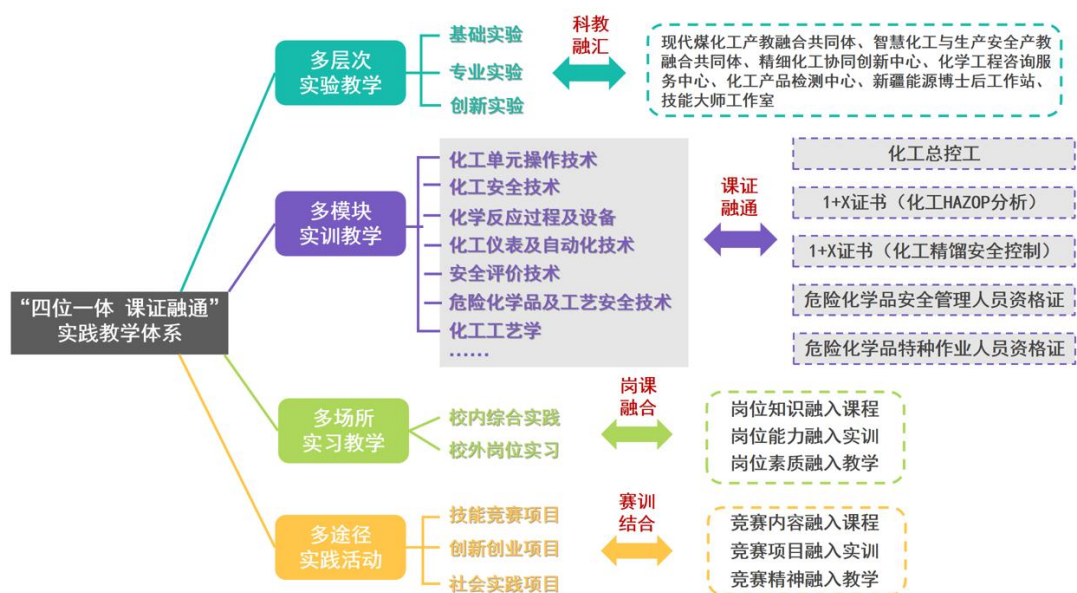 “四位一体 课证融通”
实践教学体系
多层次
实验教学
基础实验
专业实验
创新实验
科教
融汇
现代煤化工产教融合共同体、智慧化工与生产安全产教
融合共同体、精细化工协同创新中心、化学工程咨询服
务中心、化工产品检测中心、新疆能源博士后工作站、
技能大师工作室
多模块
实训教学
化工单元操作技术
化工安全技术
化学反应过程及设备
化工仪表及自动化技术
安全评价技术
危险化学品及工艺安全技术
化工工艺学
……
课证
融通
化工总控工
1+X证书（化工HAZOP分析）
1+X证书（化工精馏安全控制）
危险化学品安全管理人员资格证
危险化学品特种作业人员资格证
多场所
实习教学
校内综合实践
校外岗位实习
岗课
融合
岗位知识融入课程
岗位能力融入实训
岗位素质融入教学
多途径
实践活动
技能竞赛项目
创新创业项目
社会实践项目
赛训
结合
竞赛内容融入课程
竞赛项目融入实训
竞赛精神融入教学